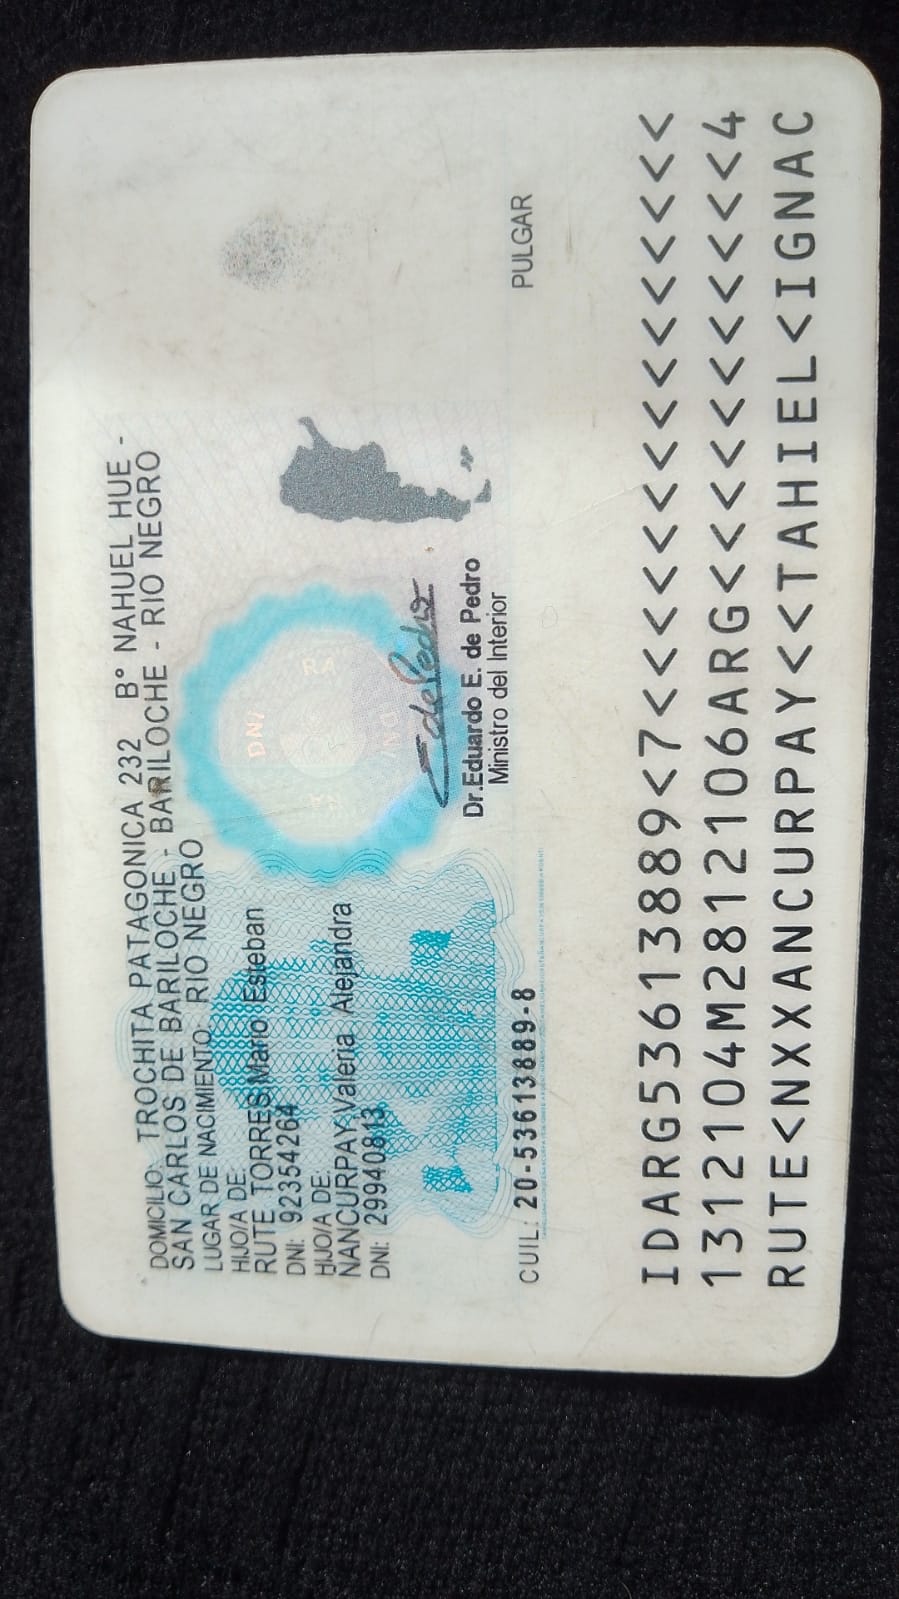 DOMICILIO: TROCHITA PATAGONICA 232 B° NAHUEL HUE -
SAN CARLOS DE BARILOCHE - BARILOCHE - RIO NEGRO
LUGAR DE NACIMIENTO: RIO NEGRO
HIJO/A DE:
RUTE TORRES Mario Esteban
DNI: 92354264
HIJO/A DE:
NANCURPAY Valeria Alejandra
DNI: 29940813
DNI
RA
DNI
RA
Dr. Eduardo E. de Pedro
Ministro del Interior
CUIL: 20-53613889-8
PULGAR
IDARG53613889<7<<<<<<<<<<<<<<<
1312104M2812106ARG<<<<<<<<<<<4
RUTE<NXXANCURPAY<<TAHIEL<IGNAC